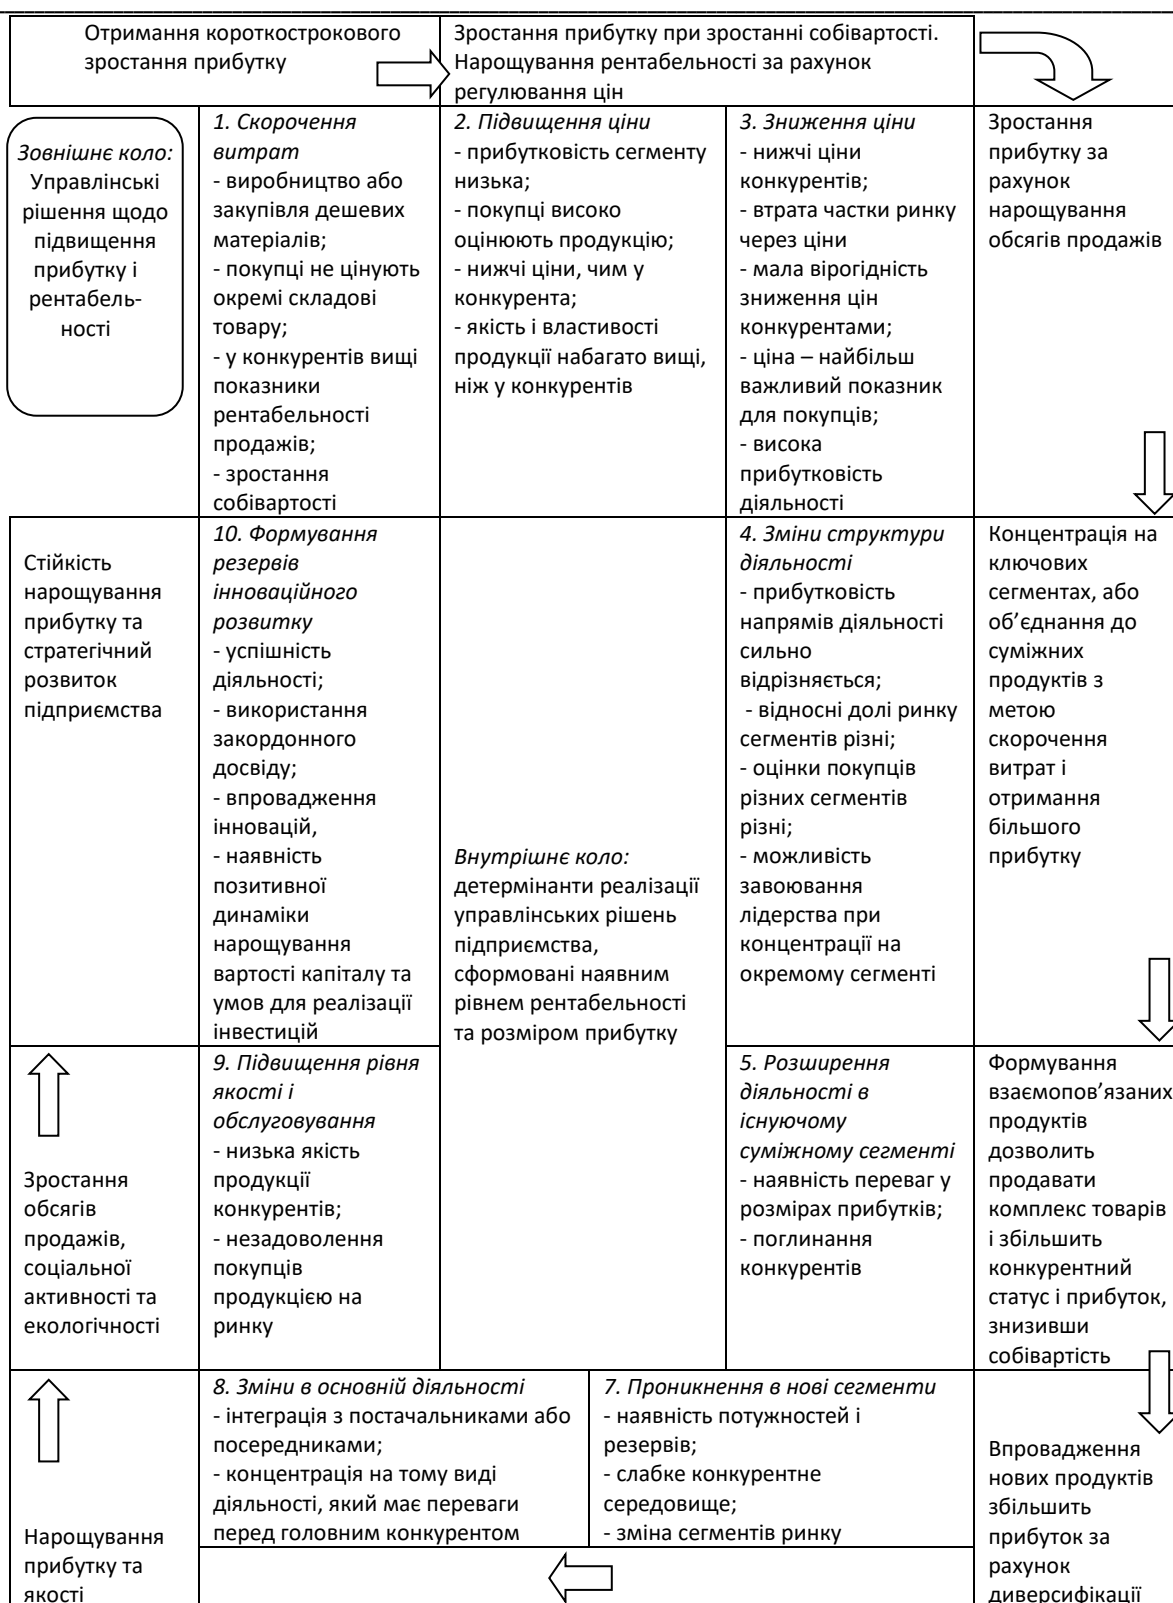 Отримання короткострокового
зростання прибутку
Зростання прибутку при зростанні собівартості.
Нарощування рентабельності за рахунок
регулювання цін
Зовнішнє коло:
Управлінські
рішення щодо
підвищення
прибутку і
рентабель-
ності
1. Скорочення
витрат
- виробництво або
закупівля дешевих
матеріалів;
- покупці не цінують
окремі складові
товару;
- у конкурентів вищі
показники
рентабельності
продажів;
- зростання
собівартості
2. Підвищення ціни
- прибутковість сегменту
низька;
- покупці високо
оцінюють продукцію;
- нижчі ціни, чим у
конкурента;
- якість і властивості
продукції набагато вищі,
ніж у конкурентів
3. Зниження ціни
- нижчі ціни
конкурентів;
- втрата частки ринку
через ціни
- мала вірогідність
зниження цін
конкурентами;
- ціна – найбільш
важливий показник
для покупців;
- висока
прибутковість
діяльності
Зростання
прибутку за
рахунок
нарощування
обсягів продажів
Стійкість
нарощування
прибутку та
стратегічний
розвиток
підприємства
10. Формування
резервів
інноваційного
розвитку
- успішність
діяльності;
- використання
закордонного
досвіду;
- впровадження
інновацій,
- наявність
позитивної
динаміки
нарощування
вартості капіталу та
умов для реалізації
інвестицій
Внутрішнє коло:
детермінанти реалізації
управлінських рішень
підприємства,
сформовані наявним
рівнем рентабельності
та розміром прибутку
4. Зміни структури
діяльності
- прибутковість
напрямів діяльності
сильно
відрізняється;
- відносні долі ринку
сегментів різні;
- оцінки покупців
різних сегментів
різні;
- можливість
завоювання
лідерства при
концентрації на
окремому сегменті
Концентрація на
ключових
сегментах, або
об’єднання до
суміжних
продуктів з
метою
скорочення
витрат і
отримання
більшого
прибутку
Зростання
обсягів
продажів,
соціальної
активності та
екологічності
9. Підвищення рівня
якості і
обслуговування
- низька якість
продукції
конкурентів;
- незадоволення
покупців
продукцією на
ринку
5. Розширення
діяльності в
існуючому
суміжному сегменті
- наявність переваг у
розмірах прибутків;
- поглинання
конкурентів
Формування
взаємопов’язаних
продуктів
дозволить
продавати
комплекс товарів
і збільшить
конкурентний
статус і прибуток,
знизивши
собівартість
Нарощування
прибутку та
якості
8. Зміни в основній діяльності
- інтеграція з постачальниками або
посередниками;
- концентрація на тому виді
діяльності, який має переваги
перед головним конкурентом
7. Проникнення в нові сегменти
- наявність потужностей і
резервів;
- слабке конкурентне
середовище;
- зміна сегментів ринку
Впровадження
нових продуктів
збільшить
прибуток за
рахунок
диверсифікації